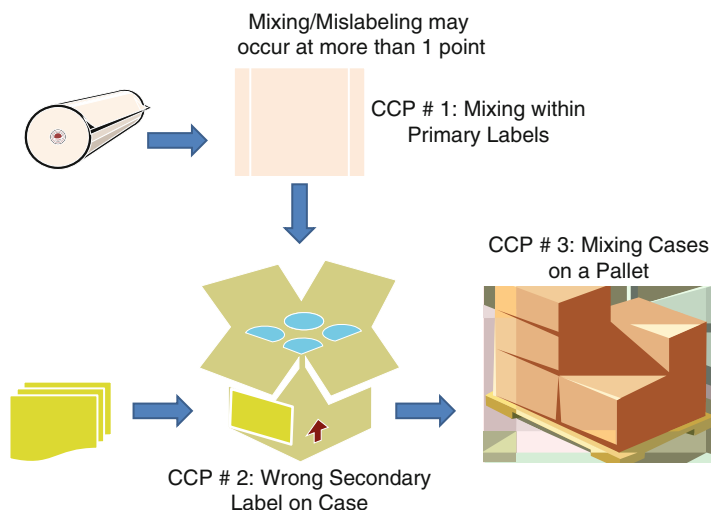 Mixing/Mislabeling may
occur at more than 1 point
CCP # 1: Mixing within
Primary Labels
CCP # 3: Mixing Cases
on a Pallet
CCP # 2: Wrong Secondary
Label on Case